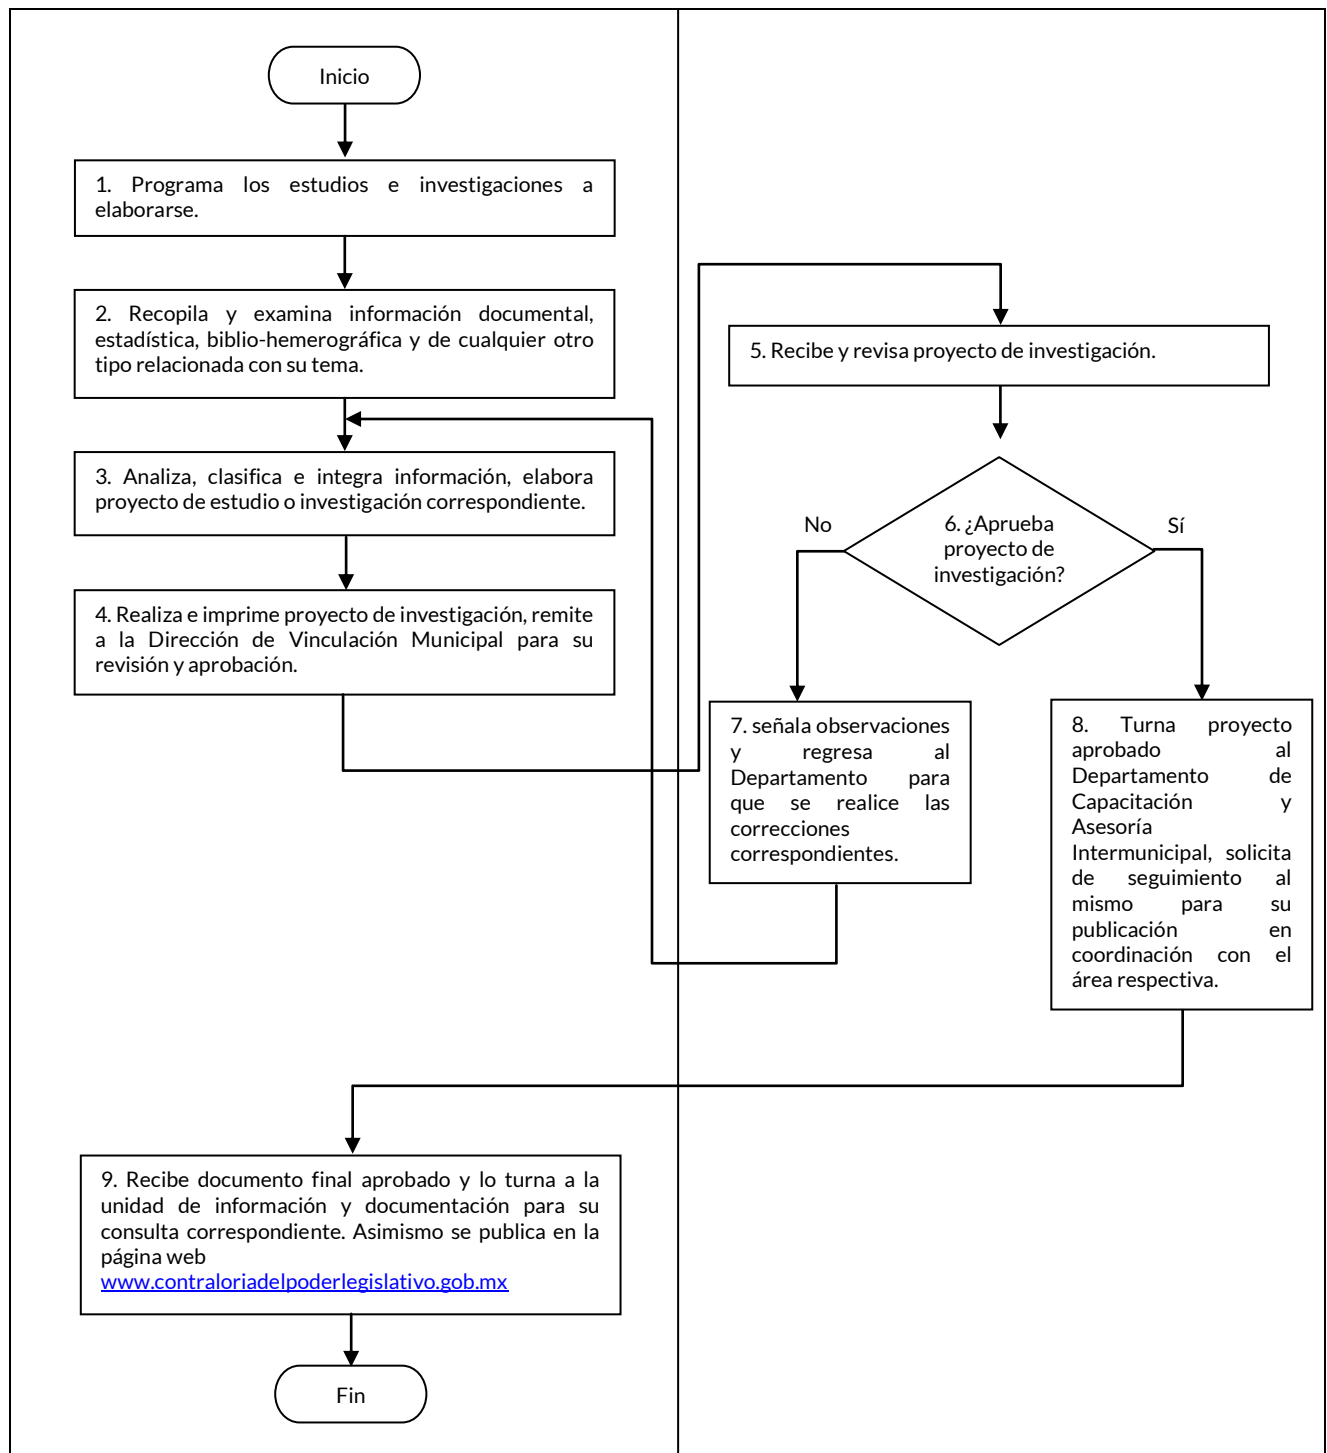 Inicio
1. Programa los estudios e investigaciones a
elaborarse.
2. Recopila y examina información documental,
estadística, biblio-hemerográfica y de cualquier otro
tipo relacionada con su tema.
3. Analiza, clasifica e integra información, elabora
proyecto de estudio o investigación correspondiente.
4. Realiza e imprime proyecto de investigación, remite
a la Dirección de Vinculación Municipal para su
revisión y aprobación.
5. Recibe y revisa proyecto de investigación.
6. ¿Aprueba
proyecto de
investigación?
No
Sí
7. señala observaciones
y regresa al
Departamento para
que se realice las
correcciones
correspondientes.
8. Turna proyecto
aprobado al
Departamento de
Capacitación y
Asesoría
Intermunicipal, solicita
de seguimiento al
mismo para su
publicación en
coordinación con el
área respectiva.
9. Recibe documento final aprobado y lo turna a la
unidad de información y documentación para su
consulta correspondiente. Asimismo se publica en la
página web
www.contraloriadelpoderlegislativo.gob.mx
Fin